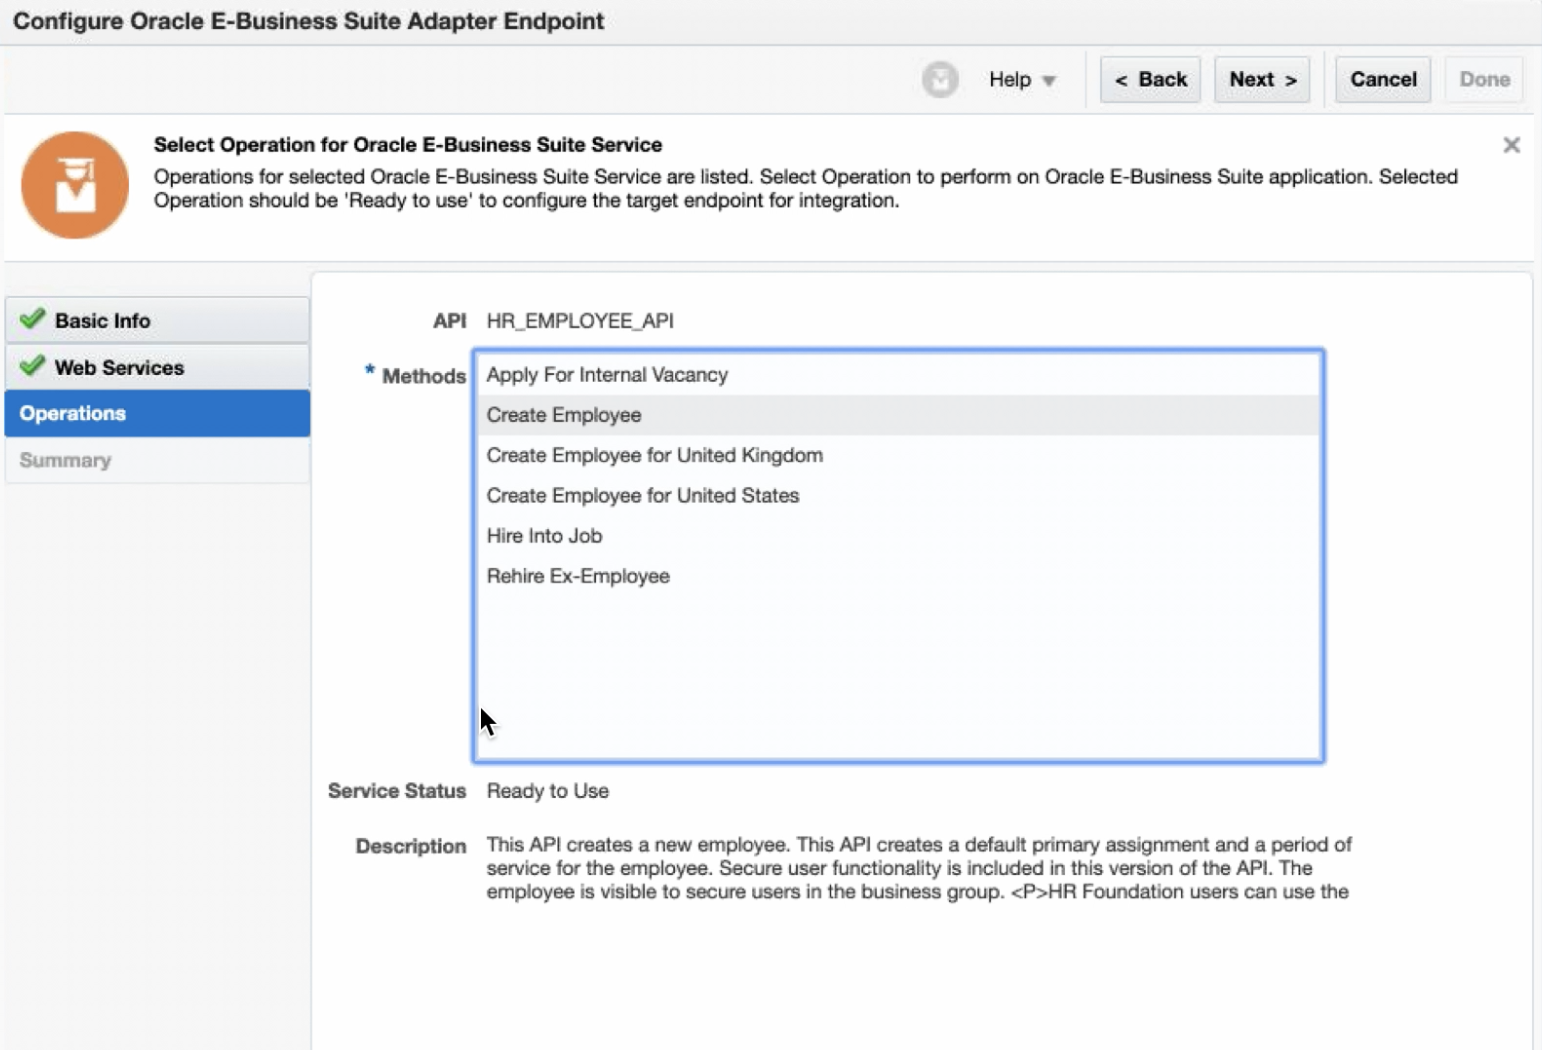 Configure Oracle E-Business Suite Adapter Endpoint
Help
< Back
Next >
Cancel
Done
Select Operation for Oracle E-Business Suite Service
Operations for selected Oracle E-Business Suite Service are listed. Select Operation to perform on Oracle E-Business Suite application. Selected
Operation should be 'Ready to use' to configure the target endpoint for integration.
Basic Info
Web Services
Operations
Summary
API HR_EMPLOYEE_API
* Methods
Apply For Internal Vacancy
Create Employee
Create Employee for United Kingdom
Create Employee for United States
Hire Into Job
Rehire Ex-Employee
Service Status Ready to Use
Description This API creates a new employee. This API creates a default primary assignment and a period of
service for the employee. Secure user functionality is included in this version of the API. The
employee is visible to secure users in the business group. <P>HR Foundation users can use the